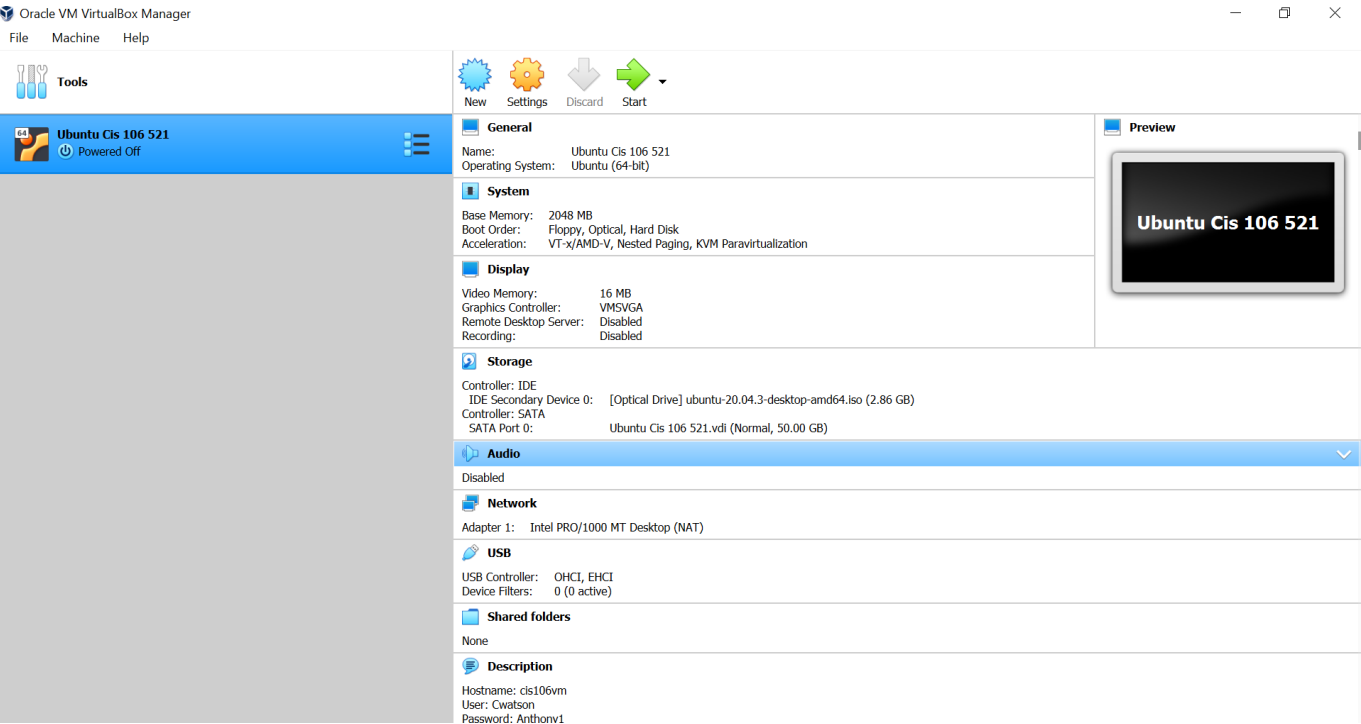 Oracle VM VirtualBox Manager
File Machine Help
Tools
New Settings Discard Start
64
Ubuntu Cis 106 521
Powered Off
General
Name: Ubuntu Cis 106 521
Operating System: Ubuntu (64-bit)
System
Base Memory: 2048 MB
Boot Order: Floppy, Optical, Hard Disk
Acceleration: VT-x/AMD-V, Nested Paging, KVM Paravirtualization
Display
Video Memory: 16 MB
Graphics Controller: VMSVGA
Remote Desktop Server: Disabled
Recording: Disabled
Preview
Ubuntu Cis 106 521
Storage
Controller: IDE
IDE Secondary Device 0: [Optical Drive] ubuntu-20.04.3-desktop-amd64.iso (2.86 GB)
Controller: SATA
SATA Port 0: Ubuntu Cis 106 521.vdi (Normal, 50.00 GB)
Audio
Disabled
Network
Adapter 1: Intel PRO/1000 MT Desktop (NAT)
USB
USB Controller: OHCI, EHCI
Device Filters: 0 (0 active)
Shared folders
None
Description
Hostname: cis106vm
User: Cwatson
Password: Anthony1